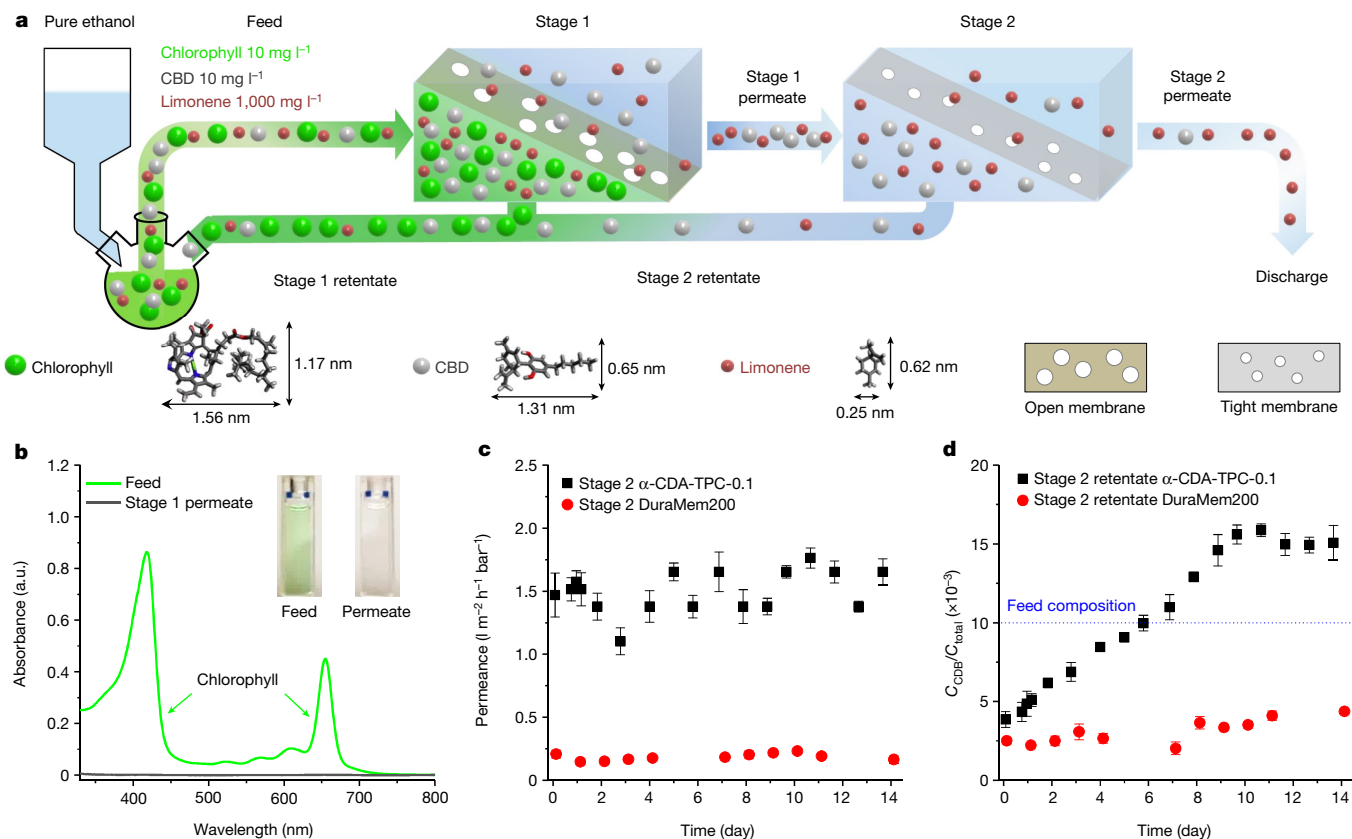 a
Pure ethanol
Feed
Stage 1
Stage 2
Chlorophyll 10 mg l⁻¹
CBD 10 mg l⁻¹
Limonene 1,000 mg l⁻¹
Stage 1
permeate
Stage 2
permeate
Stage 1 retentate
Stage 2 retentate
Discharge
Chlorophyll
1.17 nm
1.56 nm
CBD
0.65 nm
1.31 nm
Limonene
0.62 nm
0.25 nm
Open membrane
Tight membrane
b
Absorbance (a.u.)
1.2
1.0
0.8
0.6
0.4
0.2
0
Feed
Stage 1 permeate
Feed
Permeate
Chlorophyll
400 500 600 700 800
Wavelength (nm)
c
Permeance (l m⁻² h⁻¹ bar⁻¹)
2.5
2.0
1.5
1.0
0.5
0
Stage 2 α-CDA-TPC-0.1
Stage 2 DuraMem200
0 2 4 6 8 10 12 14
Time (day)
d
C_CDB/C_total (×10⁻³)
20
15
10
5
0
Stage 2 retentate α-CDA-TPC-0.1
Stage 2 retentate DuraMem200
Feed composition
0 2 4 6 8 10 12 14
Time (day)